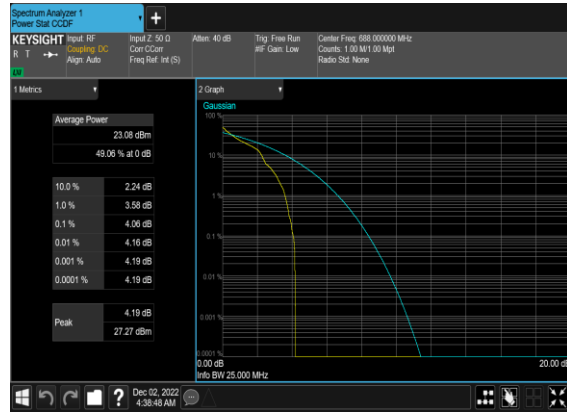 Spectrum Analyzer 1
Power Stat CCDF
KEYSIGHT
R T
LW
Input: RF
Coupling: DC
Align: Auto
Input Z: 50 Ω
Corr CCorr
Freq Ref: Int (S)
Atten: 40 dB
Trig: Free Run
#IF Gain: Low
Center Freq: 688.000000 MHz
Counts: 1.00 M/1.00 Mpt
Radio Std: None
1 Metrics
Average Power
23.08 dBm
49.06 % at 0 dB
10.0 % 2.24 dB
1.0 % 3.58 dB
0.1 % 4.06 dB
0.01 % 4.16 dB
0.001 % 4.19 dB
0.0001 % 4.19 dB
Peak
4.19 dB
27.27 dBm
2 Graph
Gaussian
100 %
10 %
1 %
0.1 %
0.01 %
0.001 %
0.0001 %
0.00 dB 20.00 dB
Info BW 25.000 MHz
?
Dec 02, 2022
4:38:48 AM